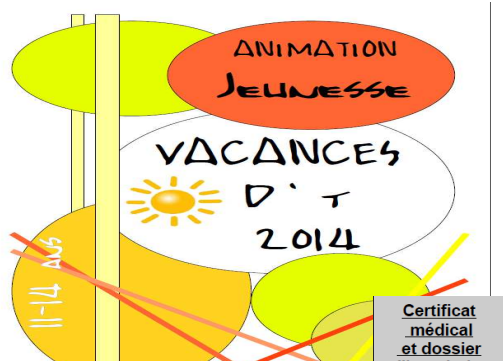 ANIMATION
JEUNESSE
VACANCES
D' T
2014
11-14 ans
Certificat
médical
et dossier